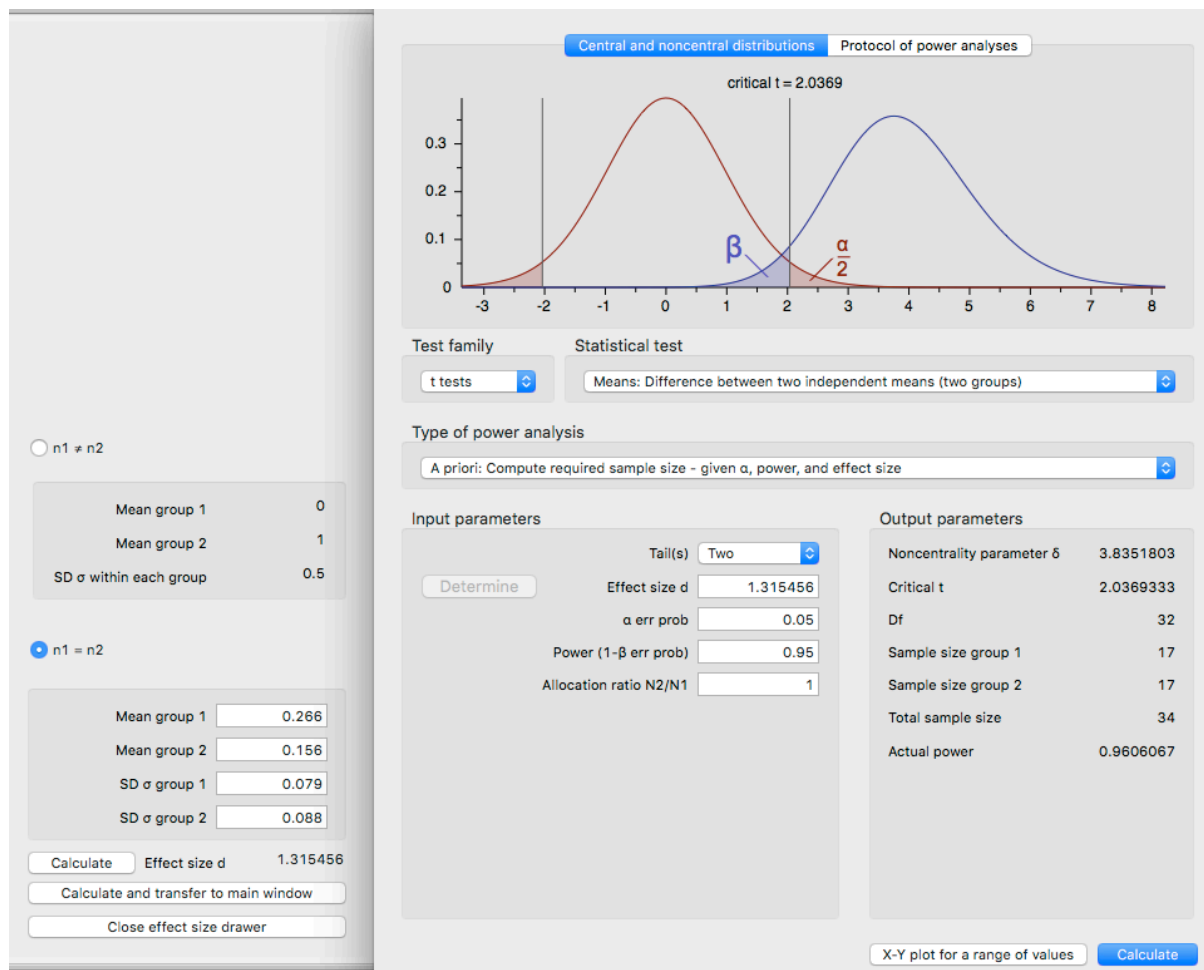 Central and noncentral distributions Protocol of power analyses
critical t = 2.0369
0.3
0.2
0.1
0
β
α
2
-3 -2 -1 0 1 2 3 4 5 6 7 8
Test family Statistical test
t tests Means: Difference between two independent means (two groups)
Type of power analysis
A priori: Compute required sample size - given α, power, and effect size
n1 ≠ n2
Mean group 1 0
Mean group 2 1
SD σ within each group 0.5
n1 = n2
Mean group 1 0.266
Mean group 2 0.156
SD σ group 1 0.079
SD σ group 2 0.088
Calculate Effect size d 1.315456
Calculate and transfer to main window
Close effect size drawer
Input parameters
Tail(s) Two
Determine Effect size d 1.315456
α err prob 0.05
Power (1-β err prob) 0.95
Allocation ratio N2/N1 1
Output parameters
Noncentrality parameter δ 3.8351803
Critical t 2.0369333
Df 32
Sample size group 1 17
Sample size group 2 17
Total sample size 34
Actual power 0.9606067
X-Y plot for a range of values Calculate